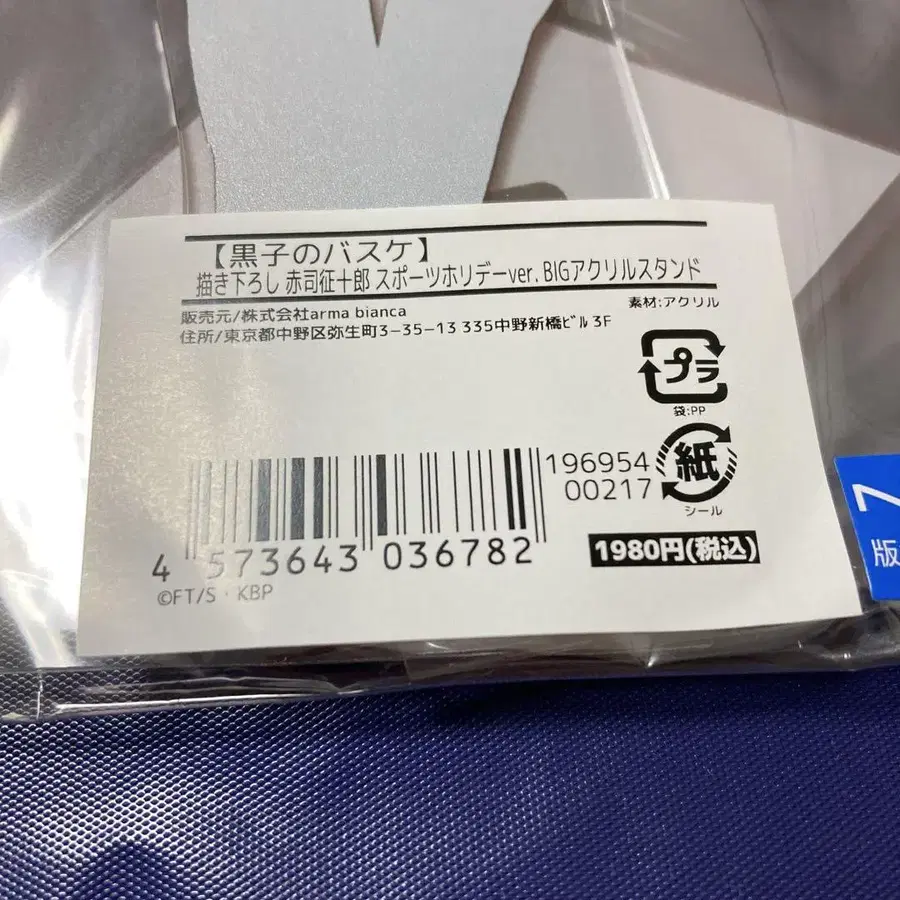 【黒子のバスケ】
描き下ろし 赤司征十郎 スポーツホリデーver. BIGアクリルスタンド
販売元/株式会社arma bianca
素材:アクリル
住所/東京都中野区弥生町3-35-13 335中野新橋ビル 3F
プラ
袋:PP
紙
シール
196954
00217
4 573643 036782
1980円(税込)
©FT/S・KBP
版